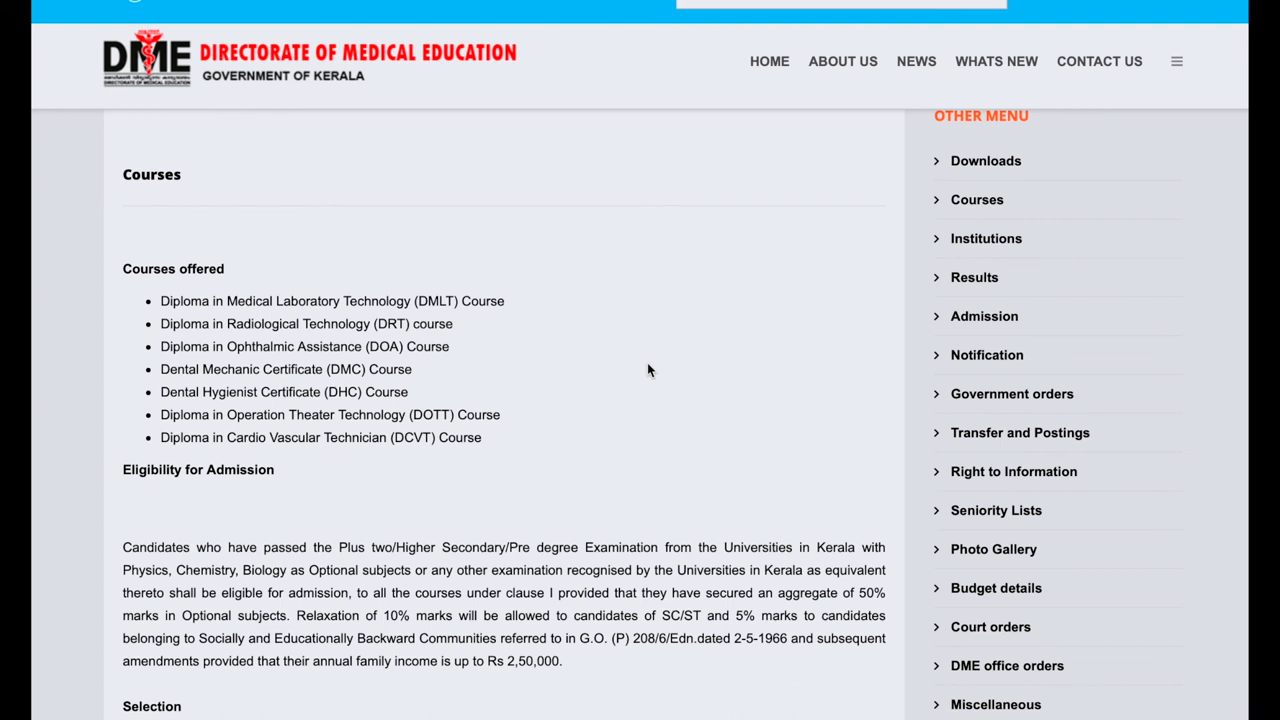 DME
DIRECTORATE OF MEDICAL EDUCATION
GOVERNMENT OF KERALA
HOME ABOUT US NEWS WHATS NEW CONTACT US
OTHER MENU
Downloads
Courses
Institutions
Results
Admission
Notification
Government orders
Transfer and Postings
Right to Information
Seniority Lists
Photo Gallery
Budget details
Court orders
DME office orders
Miscellaneous
Courses
Courses offered
• Diploma in Medical Laboratory Technology (DMLT) Course
• Diploma in Radiological Technology (DRT) course
• Diploma in Ophthalmic Assistance (DOA) Course
• Dental Mechanic Certificate (DMC) Course
• Dental Hygienist Certificate (DHC) Course
• Diploma in Operation Theater Technology (DOTT) Course
• Diploma in Cardio Vascular Technician (DCVT) Course
Eligibility for Admission
Candidates who have passed the Plus two/Higher Secondary/Pre degree Examination from the Universities in Kerala with
Physics, Chemistry, Biology as Optional subjects or any other examination recognised by the Universities in Kerala as equivalent
thereto shall be eligible for admission, to all the courses under clause I provided that they have secured an aggregate of 50%
marks in Optional subjects. Relaxation of 10% marks will be allowed to candidates of SC/ST and 5% marks to candidates
belonging to Socially and Educationally Backward Communities referred to in G.O. (P) 208/6/Edn.dated 2-5-1966 and subsequent
amendments provided that their annual family income is up to Rs 2,50,000.
Selection